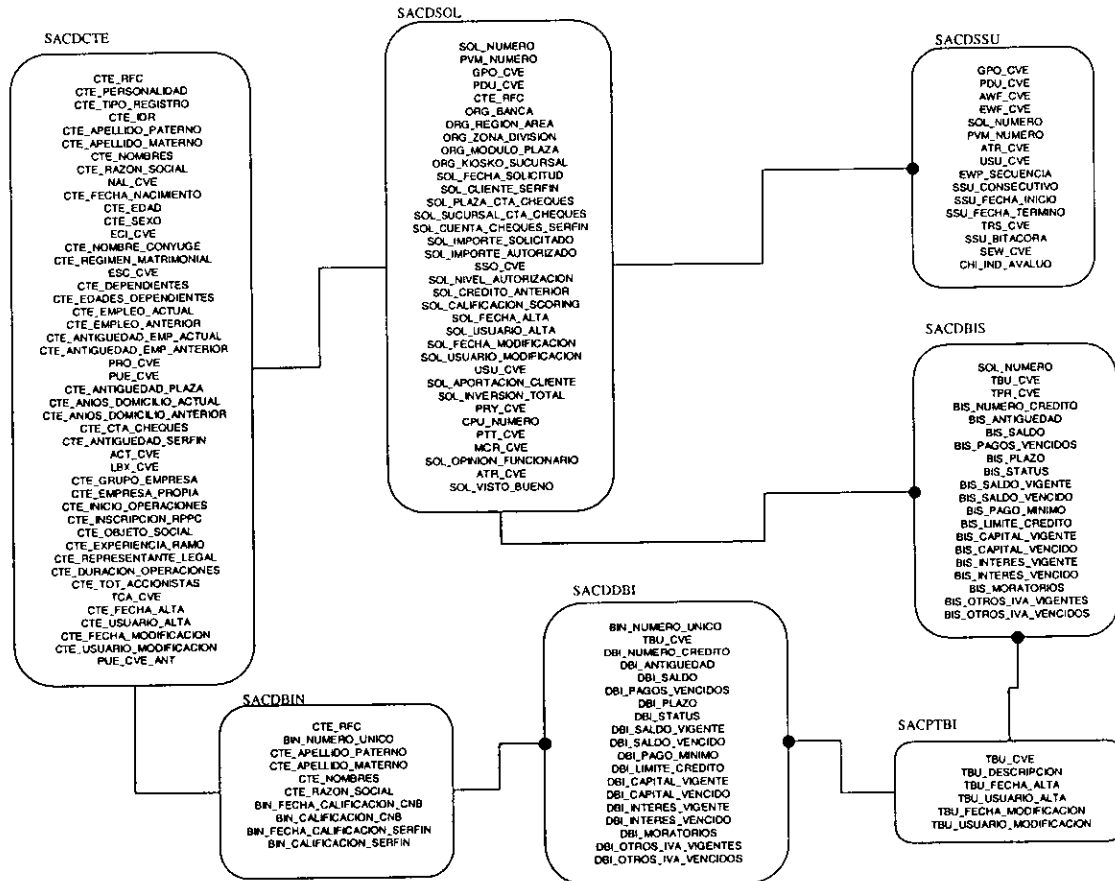 SACDCTE
CTE_RFC
CTE_PERSONALIDAD
CTE_TIPO_REGISTRO
CTE_IDR
CTE_APELLIDO_PATERNO
CTE_APELLIDO_MATERNO
CTE_NOMBRES
CTE_RAZON_SOCIAL
NAL_CVE
CTE_FECHA_NACIMIENTO
CTE_EDAD
CTE_SEXO
ECI_CVE
CTE_NOMBRE_CONYUGE
CTE_REGIMEN_MATRIMONIAL
ESC_CVE
CTE_DEPENDIENTES
CTE_EDADES_DEPENDIENTES
CTE_EMPLEO_ACTUAL
CTE_EMPLEO_ANTERIOR
CTE_ANTIGUEDAD_EMP_ACTUAL
CTE_ANTIGUEDAD_EMP_ANTERIOR
PRO_CVE
PUE_CVE
CTE_ANTIGUEDAD_PLAZA
CTE_ANIOS_DOMICILIO_ACTUAL
CTE_ANIOS_DOMICILIO_ANTERIOR
CTE_CTA_CHEQUES
CTE_ANTIGUEDAD_SERFIN
ACT_CVE
LBX_CVE
CTE_GRUPO_EMPRESA
CTE_EMPRESA_PROPIA
CTE_INICIO_OPERACIONES
CTE_INSCRIPCION_RPPC
CTE_OBJETO_SOCIAL
CTE_EXPERIENCIA_RAMO
CTE_REPRESENTANTE_LEGAL
CTE_DURACION_OPERACIONES
CTE_TOT_ACCIONISTAS
TCA_CVE
CTE_FECHA_ALTA
CTE_USUARIO_ALTA
CTE_FECHA_MODIFICACION
CTE_USUARIO_MODIFICACION
PUE_CVE_ANT
SACDSOL
SOL_NUMERO
PVM_NUMERO
GPO_CVE
PDU_CVE
CTE_RFC
ORG_BANCA
ORG_REGION_AREA
ORG_ZONA_DIVISION
ORG_MODULO_PLAZA
ORG_KIOSKO_SUCURSAL
SOL_FECHA_SOLICITUD
SOL_CLIENTE_SERFIN
SOL_PLAZA_CTA_CHEQUES
SOL_SUCURSAL_CTA_CHEQUES
SOL_CUENTA_CHEQUES_SERFIN
SOL_IMPORTE_SOLICITADO
SOL_IMPORTE_AUTORIZADO
SSO_CVE
SOL_NIVEL_AUTORIZACION
SOL_CREDITO_ANTERIOR
SOL_CALIFICACION_SCORING
SOL_FECHA_ALTA
SOL_USUARIO_ALTA
SOL_FECHA_MODIFICACION
SOL_USUARIO_MODIFICACION
USU_CVE
SOL_APORTACION_CLIENTE
SOL_INVERSION_TOTAL
PRY_CVE
CPU_NUMERO
PTT_CVE
MCR_CVE
SOL_OPINION_FUNCIONARIO
ATR_CVE
SOL_VISTO_BUENO
SACDSSU
GPO_CVE
PDU_CVE
AWF_CVE
EWF_CVE
SOL_NUMERO
PVM_NUMERO
ATR_CVE
USU_CVE
EWP_SECUENCIA
SSU_CONSECUTIVO
SSU_FECHA_INICIO
SSU_FECHA_TERMINO
TRS_CVE
SSU_BITACORA
SEW_CVE
CHI_IND_AVALUO
SACDBIS
SOL_NUMERO
TBU_CVE
TPR_CVE
BIS_NUMERO_CREDITO
BIS_ANTIGUEDAD
BIS_SALDO
BIS_PAGOS_VENCIDOS
BIS_PLAZO
BIS_STATUS
BIS_SALDO_VIGENTE
BIS_SALDO_VENCIDO
BIS_PAGO_MINIMO
BIS_LIMITE_CREDITO
BIS_CAPITAL_VIGENTE
BIS_CAPITAL_VENCIDO
BIS_INTERES_VIGENTE
BIS_INTERES_VENCIDO
BIS_MORATORIOS
BIS_OTROS_IVA_VIGENTES
BIS_OTROS_IVA_VENCIDOS
SACDDBI
BIN_NUMERO_UNICO
TBU_CVE
DBI_NUMERO_CREDITO
DBI_ANTIGUEDAD
DBI_SALDO
DBI_PAGOS_VENCIDOS
DBI_PLAZO
DBI_STATUS
DBI_SALDO_VIGENTE
DBI_SALDO_VENCIDO
DBI_PAGO_MINIMO
DBI_LIMITE_CREDITO
DBI_CAPITAL_VIGENTE
DBI_CAPITAL_VENCIDO
DBI_INTERES_VIGENTE
DBI_INTERES_VENCIDO
DBI_MORATORIOS
DBI_OTROS_IVA_VIGENTES
DBI_OTROS_IVA_VENCIDOS
SACDBIN
CTE_RFC
BIN_NUMERO_UNICO
CTE_APELLIDO_PATERNO
CTE_APELLIDO_MATERNO
CTE_NOMBRES
CTE_RAZON_SOCIAL
BIN_FECHA_CALIFICACION_CNB
BIN_CALIFICACION_CNB
BIN_FECHA_CALIFICACION_SERFIN
BIN_CALIFICACION_SERFIN
SACPTBI
TBU_CVE
TBU_DESCRIPCION
TBU_FECHA_ALTA
TBU_USUARIO_ALTA
TBU_FECHA_MODIFICACION
TBU_USUARIO_MODIFICACION